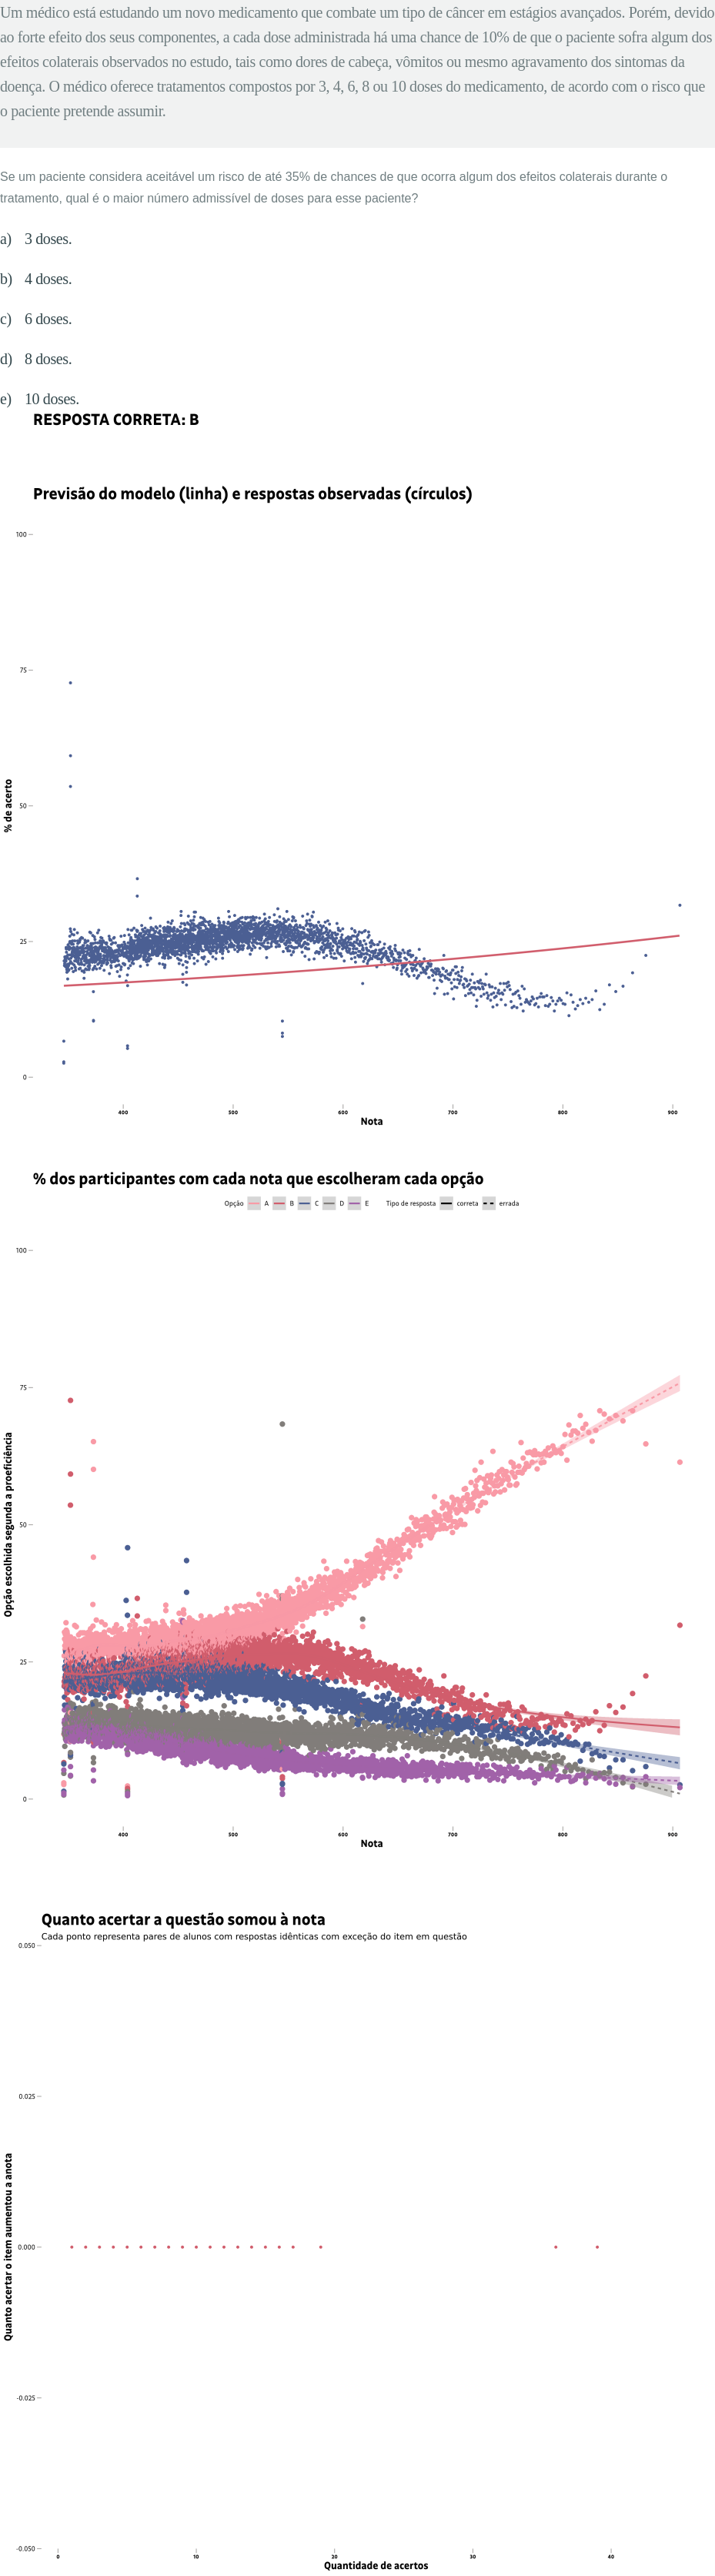 Um médico está estudando um novo medicamento que combate um tipo de câncer em estágios avançados. Porém, devido
ao forte efeito dos seus componentes, a cada dose administrada há uma chance de 10% de que o paciente sofra algum dos
efeitos colaterais observados no estudo, tais como dores de cabeça, vômitos ou mesmo agravamento dos sintomas da
doença. O médico oferece tratamentos compostos por 3, 4, 6, 8 ou 10 doses do medicamento, de acordo com o risco que
o paciente pretende assumir.
Se um paciente considera aceitável um risco de até 35% de chances de que ocorra algum dos efeitos colaterais durante o
tratamento, qual é o maior número admissível de doses para esse paciente?
a) 3 doses.
b) 4 doses.
c) 6 doses.
d) 8 doses.
e) 10 doses.
RESPOSTA CORRETA: B
Previsão do modelo (linha) e respostas observadas (círculos)
100
75
50
25
0
% de acerto
400 500 600 700 800 900
Nota
% dos participantes com cada nota que escolheram cada opção
Opção A B C D E Tipo de resposta correta errada
100
75
50
25
0
Opção escolhida segunda a proeficiência
400 500 600 700 800 900
Nota
Quanto acertar a questão somou à nota
Cada ponto representa pares de alunos com respostas idênticas com exceção do item em questão
0.050
0.025
0.000
-0.025
-0.050
Quanto acertar o item aumentou a anota
0 10 20 30 40
Quantidade de acertos